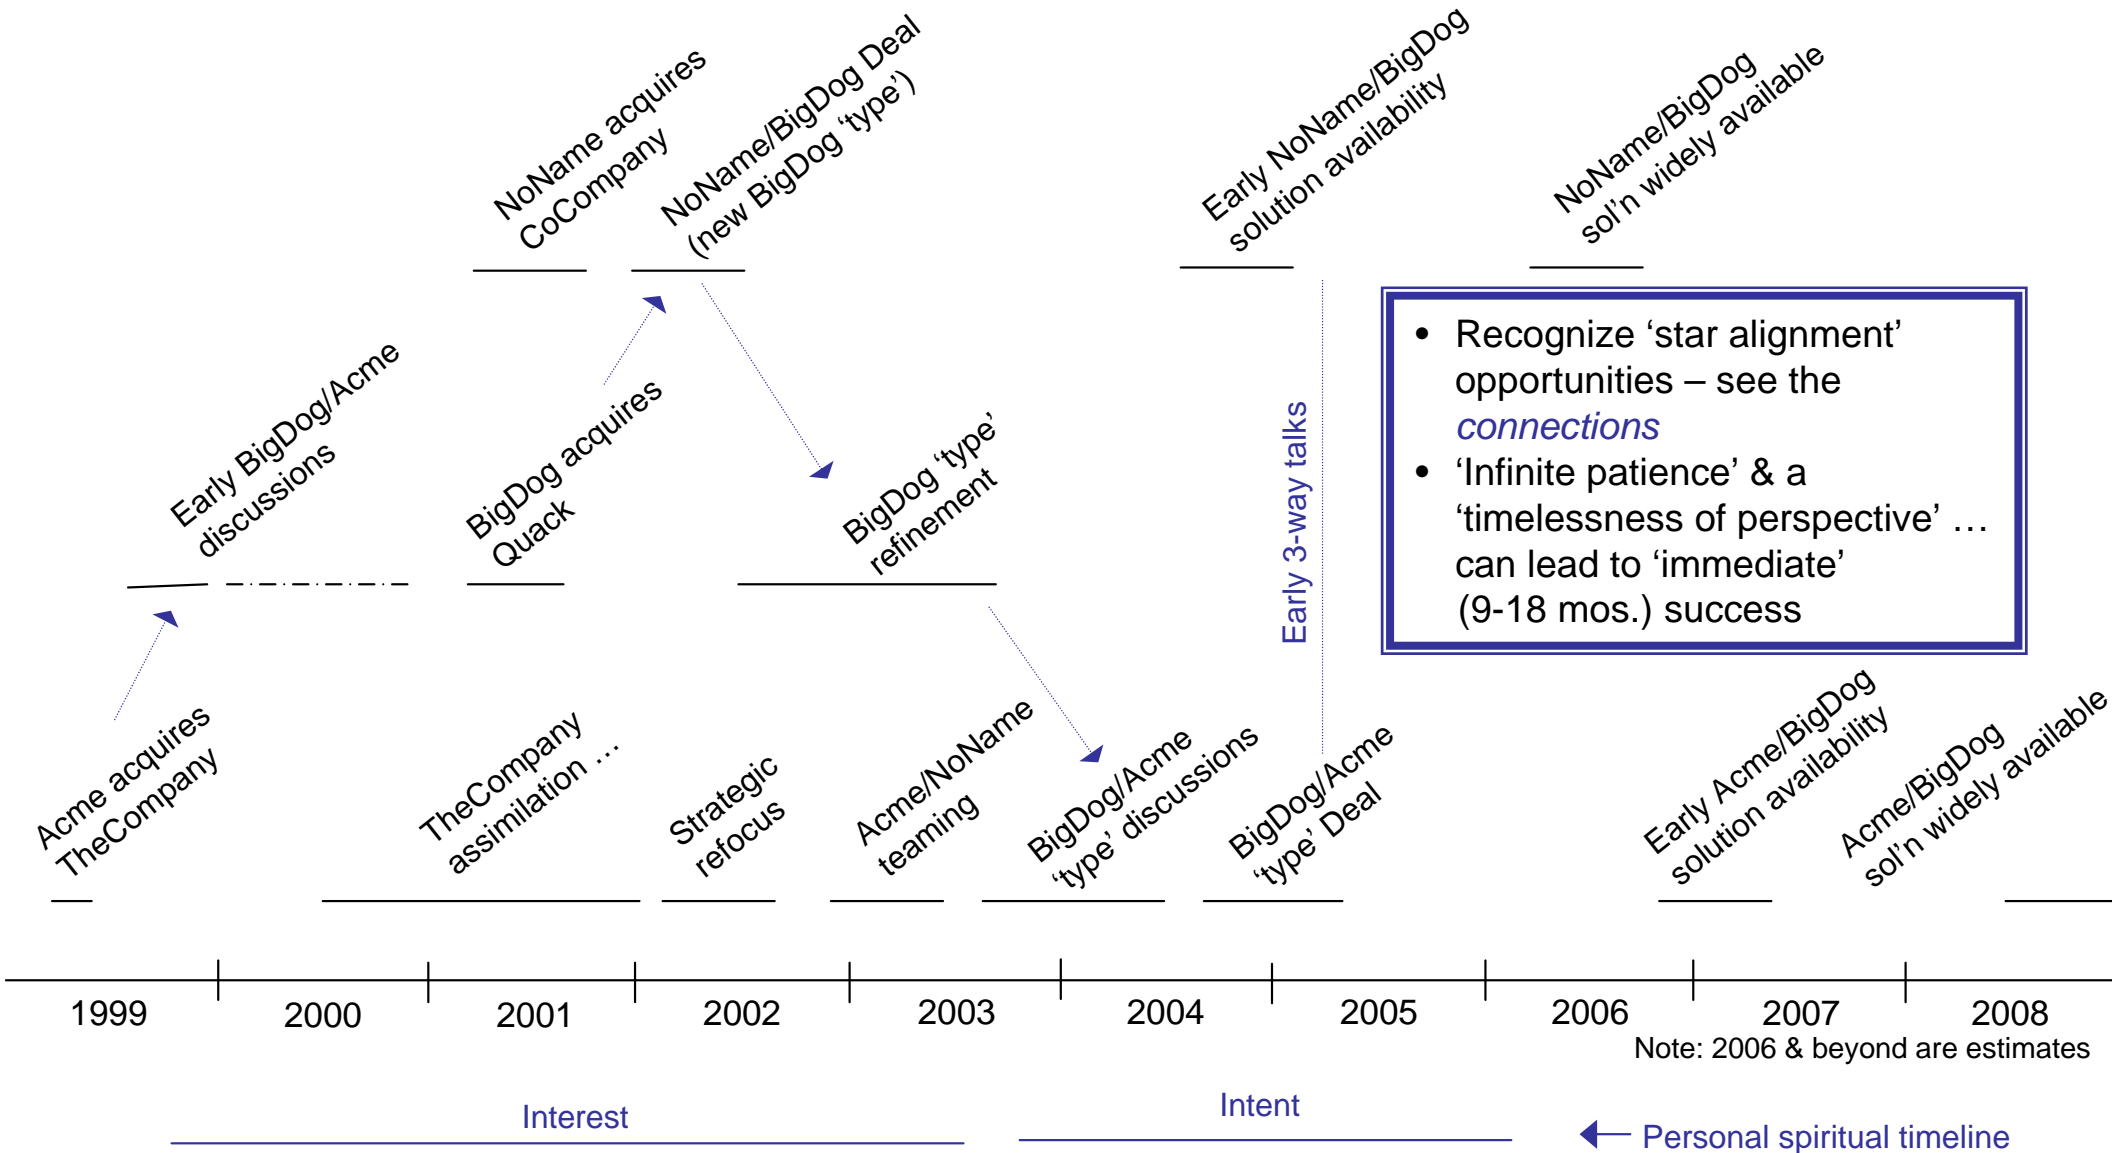 NoName acquires
CoCompany
NoName/BigDog Deal
(new BigDog ‘type’)
Early NoName/BigDog
solution availability
NoName/BigDog
sol’n widely available
Early BigDog/Acme
discussions
BigDog acquires
Quack
BigDog ‘type’
refinement
Early 3-way talks
• Recognize ‘star alignment’
opportunities – see the
connections
• ‘Infinite patience’ & a
‘timelessness of perspective’ …
can lead to ‘immediate’
(9-18 mos.) success
Acme acquires
TheCompany
TheCompany
assimilation …
Strategic
refocus
Acme/NoName
teaming
BigDog/Acme
‘type’ discussions
BigDog/Acme
‘type’ Deal
Early Acme/BigDog
solution availability
Acme/BigDog
sol’n widely available
1999
2000
2001
2002
2003
2004
2005
2006
2007
2008
Note: 2006 & beyond are estimates
Interest
Intent
Personal spiritual timeline